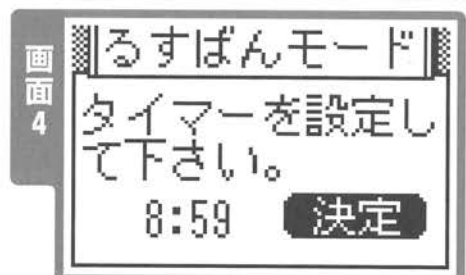 画面4
るすばんモード
タイマーを設定し
て下さい。
8:59 決定